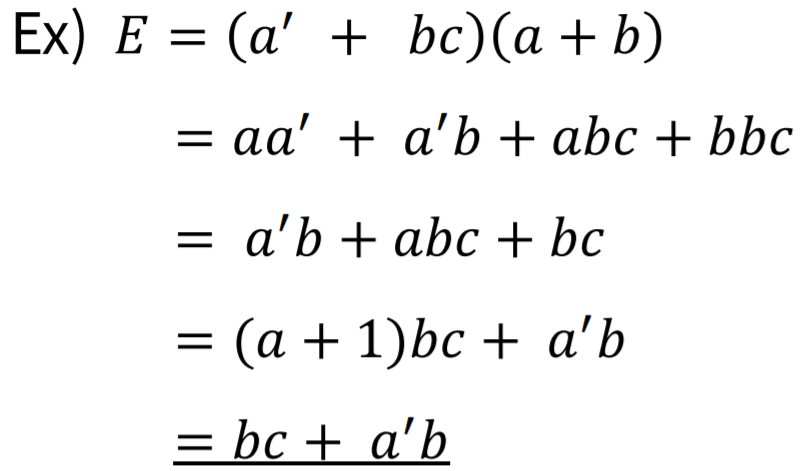 Ex) E = (a′ + bc)(a + b)
= aa′ + a′b + abc + bbc
= a′b + abc + bc
= (a + 1)bc + a′b
= bc + a′b